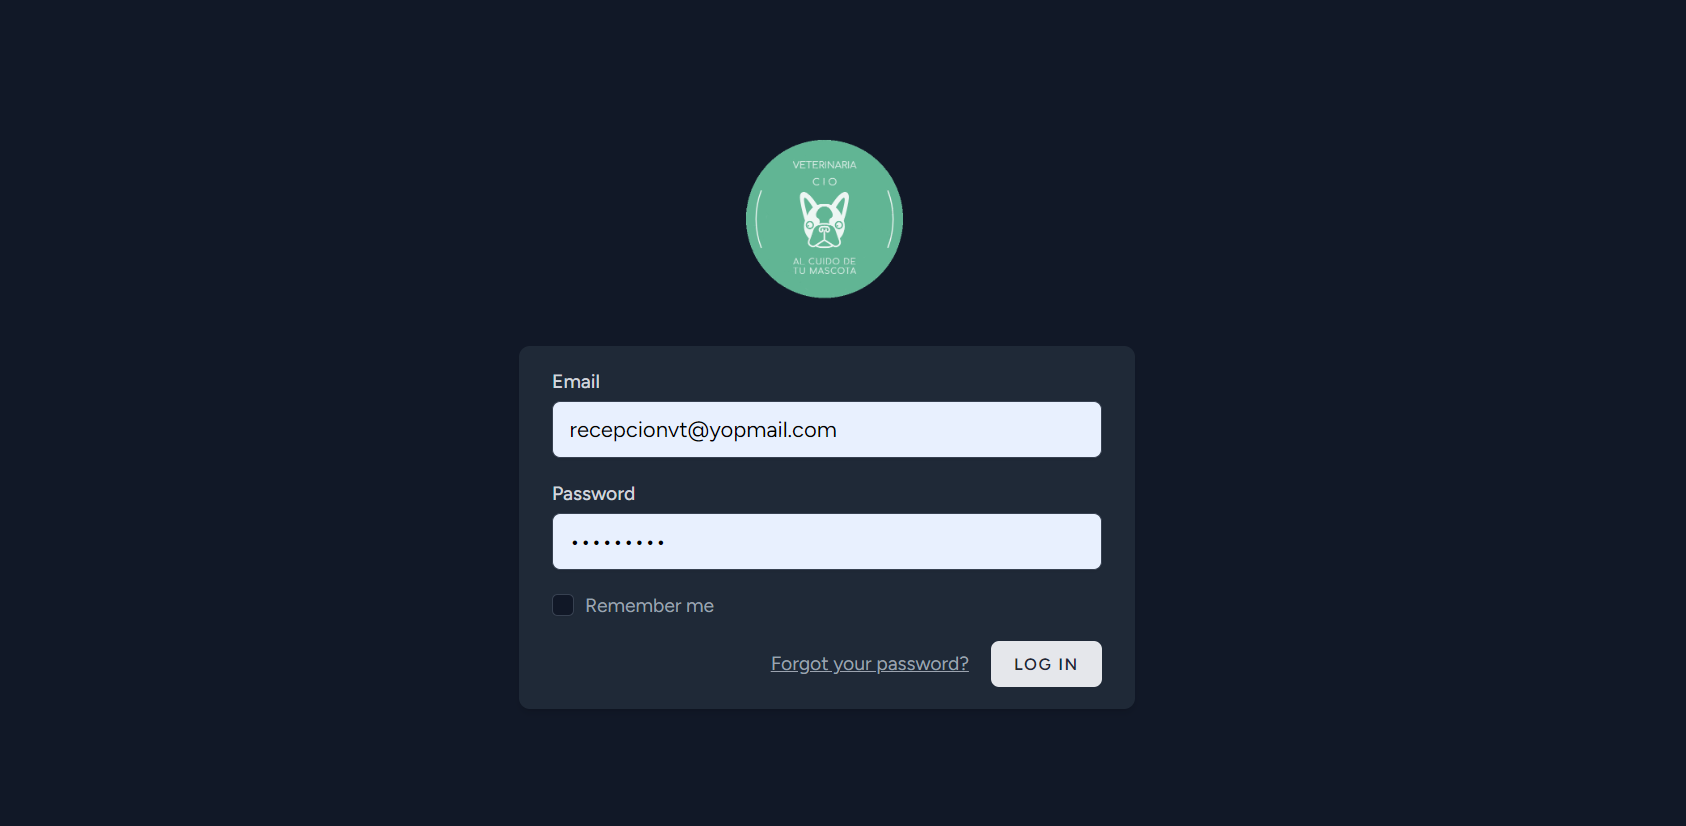 VETERINARIA
CIO
AL CUIDO DE
TU MASCOTA
Email
recepcionvt@yopmail.com
Password
•••••••••
Remember me
Forgot your password?
LOG IN